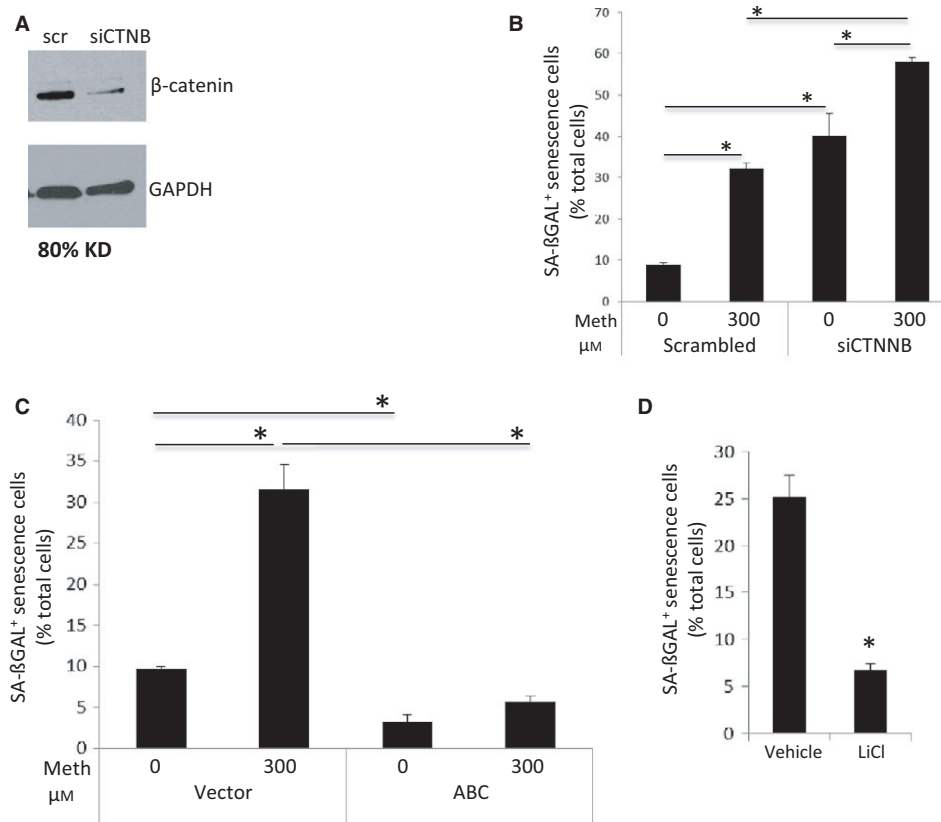 A
scr siCTNB
β-catenin
GAPDH
80% KD
B
SA-ßGAL⁺ senescence cells
(% total cells)
70
60
50
40
30
20
10
0
*
*
*
*
Meth 0 300 0 300
μM Scrambled siCTNNB
C
SA-ßGAL⁺ senescence cells
(% total cells)
40
35
30
25
20
15
10
5
0
*
*
*
Meth 0 300 0 300
μM Vector ABC
D
SA-ßGAL⁺ senescence cells
(% total cells)
30
25
20
15
10
5
0
*
Vehicle LiCl